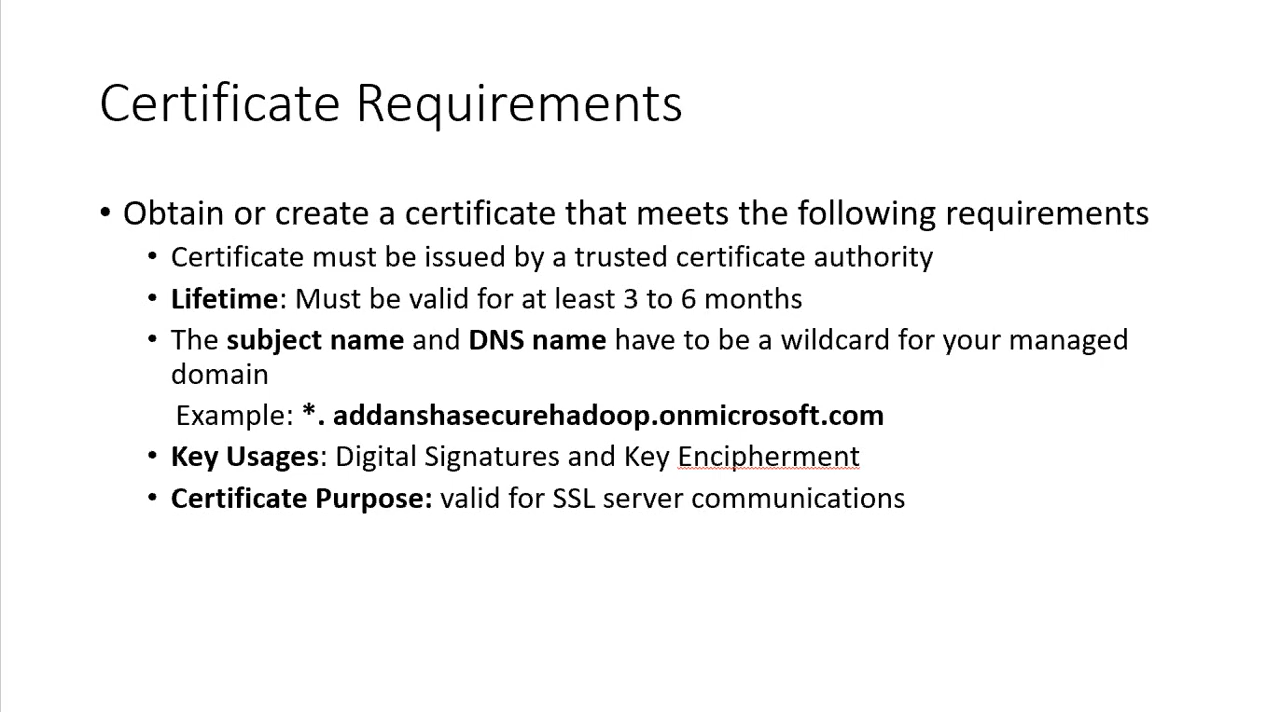 Certificate Requirements
• Obtain or create a certificate that meets the following requirements
• Certificate must be issued by a trusted certificate authority
• Lifetime: Must be valid for at least 3 to 6 months
• The subject name and DNS name have to be a wildcard for your managed
domain
Example: *. addanshasecurehadoop.onmicrosoft.com
• Key Usages: Digital Signatures and Key Encipherment
• Certificate Purpose: valid for SSL server communications